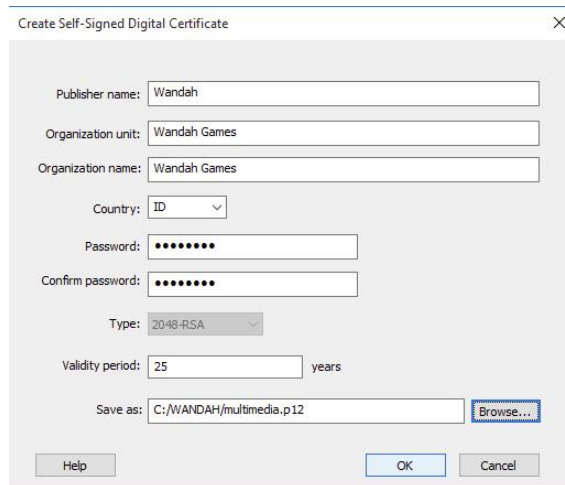 Create Self-Signed Digital Certificate
Publisher name: Wandah
Organization unit: Wandah Games
Organization name: Wandah Games
Country: ID
Password: ●●●●●●●●
Confirm password: ●●●●●●●●
Type: 2048-RSA
Validity period: 25 years
Save as: C:/WANDAH/multimedia.p12 Browse...
Help OK Cancel